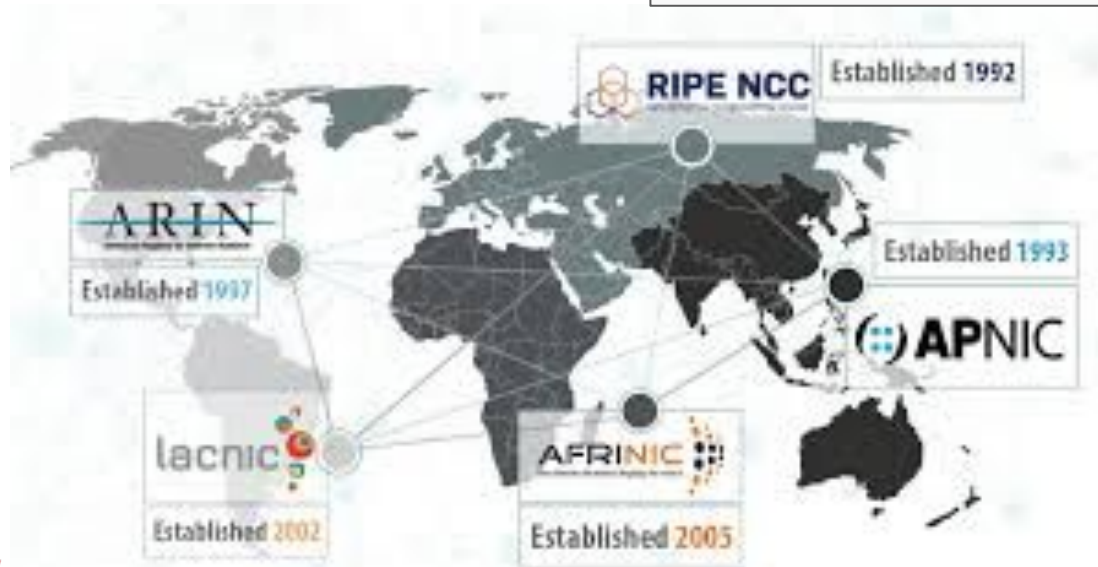 RIPE NCC
Established 1992
ARIN
Established 1997
Established 1993
APNIC
lacnic
Established 2002
AFRINIC
Established 2005